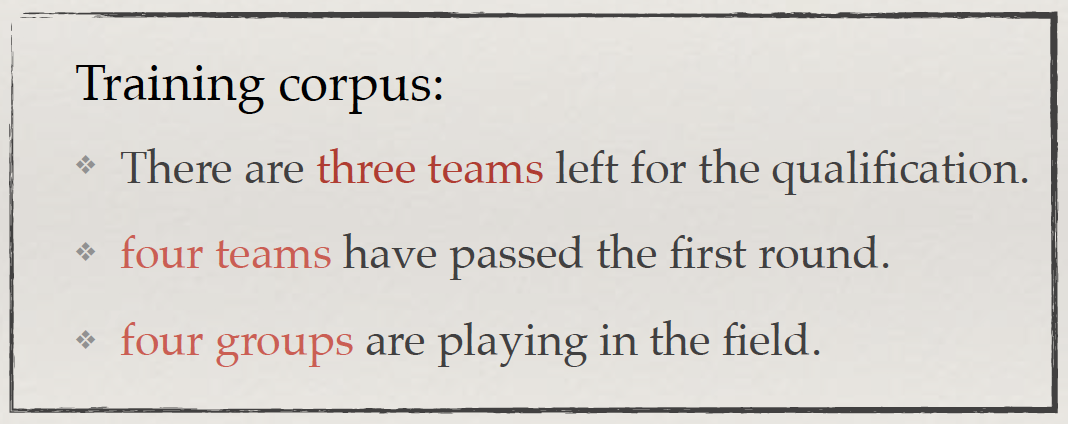 Training corpus:
❖ There are three teams left for the qualification.
❖ four teams have passed the first round.
❖ four groups are playing in the field.